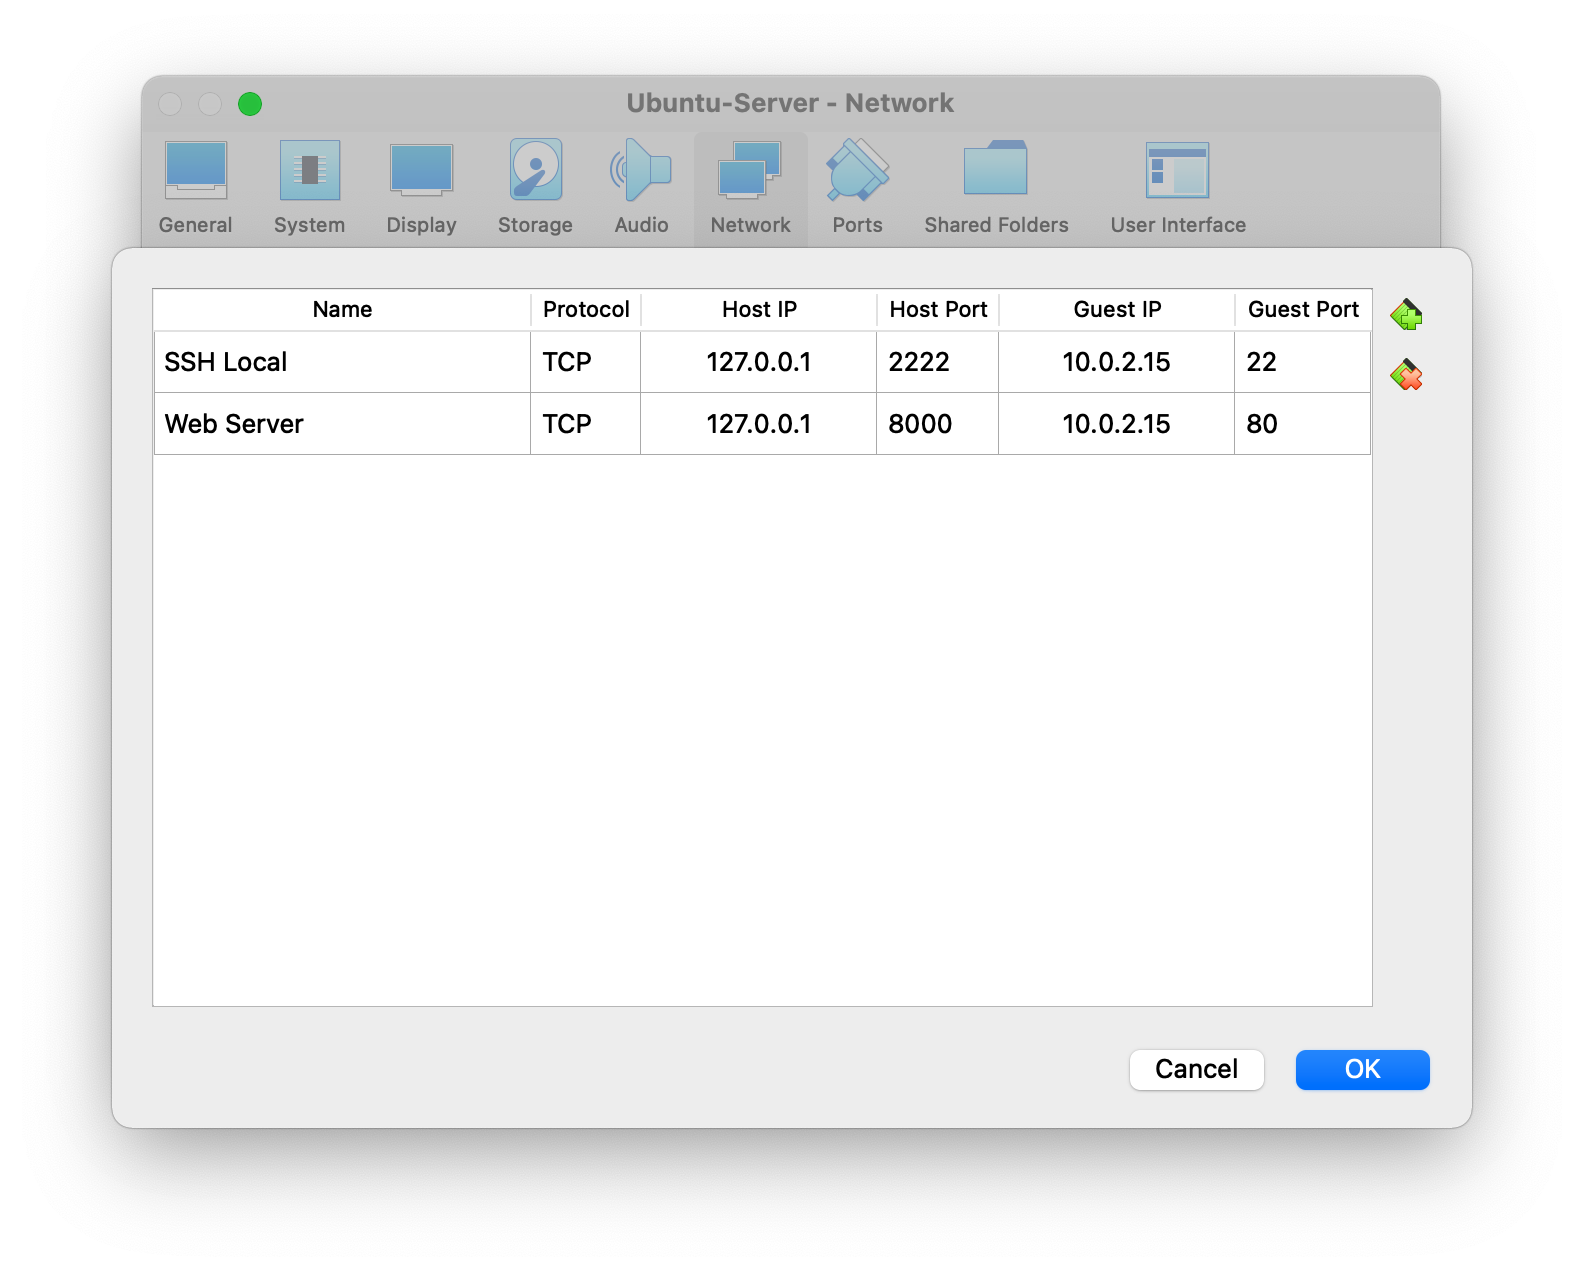 Ubuntu-Server - Network
General System Display Storage Audio Network Ports Shared Folders User Interface
Name Protocol Host IP Host Port Guest IP Guest Port
SSH Local TCP 127.0.0.1 2222 10.0.2.15 22
Web Server TCP 127.0.0.1 8000 10.0.2.15 80
Cancel OK